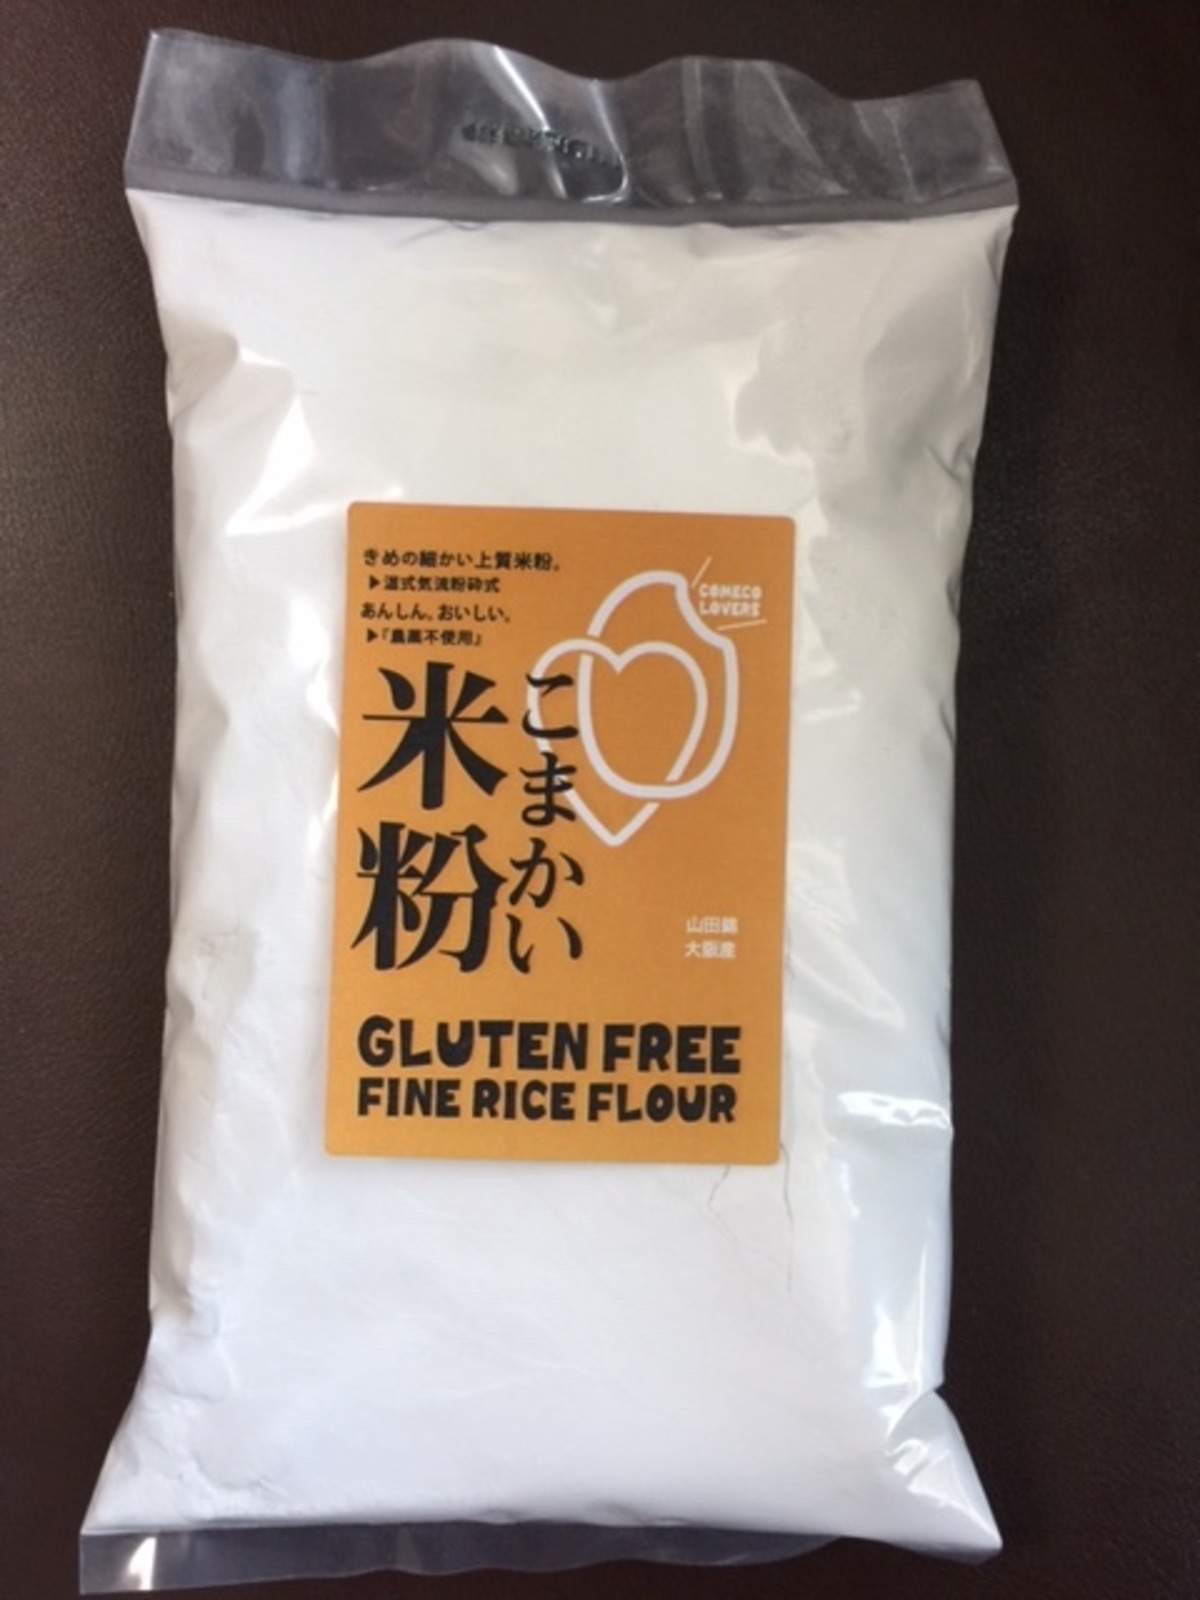 きめの細かい上質米粉。
▶湿式気流粉砕式
あんしん。おいしい。
▶『農薬不使用』
COMECO
LOVERS
こまかい
米粉
山田錦
大阪産
GLUTEN FREE
FINE RICE FLOUR